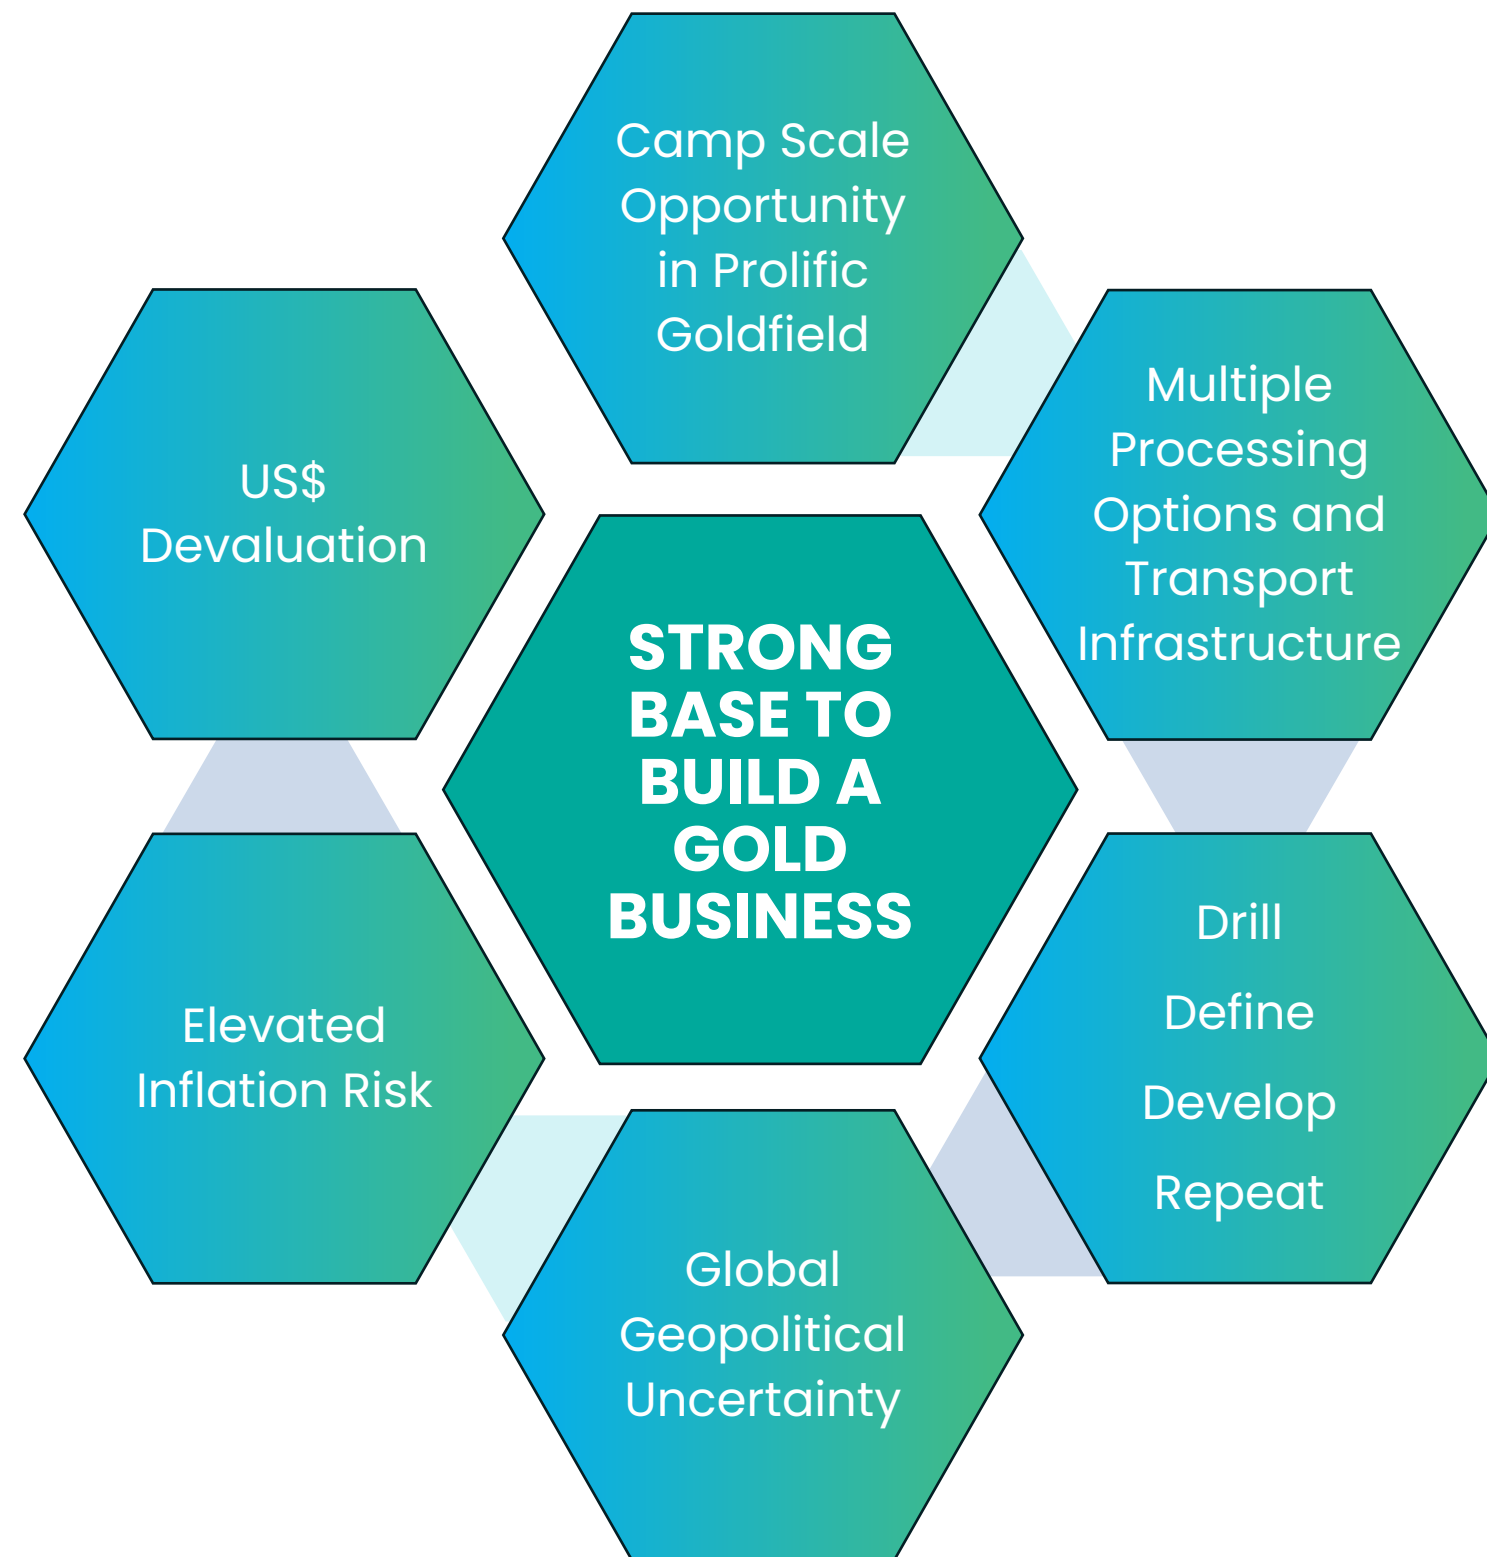 Camp Scale
Opportunity
in Prolific
Goldfield
Multiple
Processing
Options and
Transport
Infrastructure
US$
Devaluation
STRONG
BASE TO
BUILD A
GOLD
BUSINESS
Drill
Define
Develop
Repeat
Elevated
Inflation Risk
Global
Geopolitical
Uncertainty